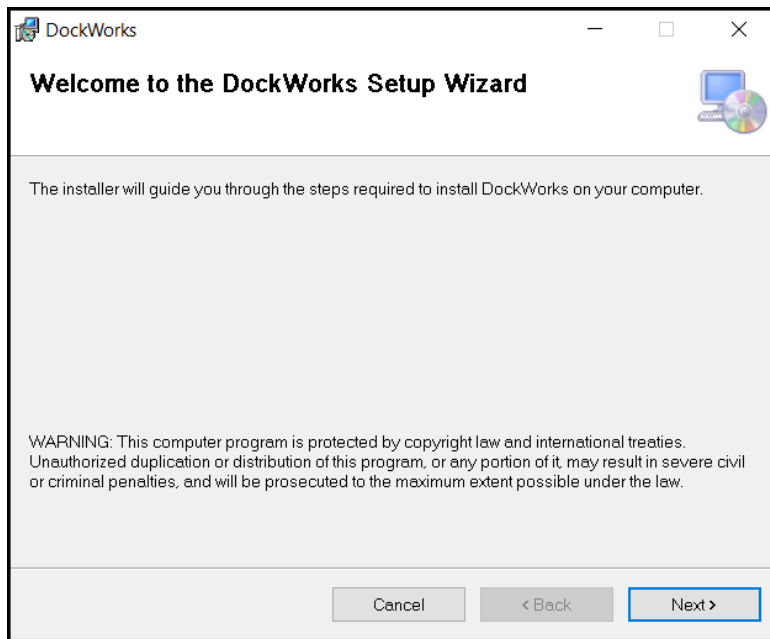 DockWorks
Welcome to the DockWorks Setup Wizard
The installer will guide you through the steps required to install DockWorks on your computer.
WARNING: This computer program is protected by copyright law and international treaties.
Unauthorized duplication or distribution of this program, or any portion of it, may result in severe civil
or criminal penalties, and will be prosecuted to the maximum extent possible under the law.
Cancel
< Back
Next >